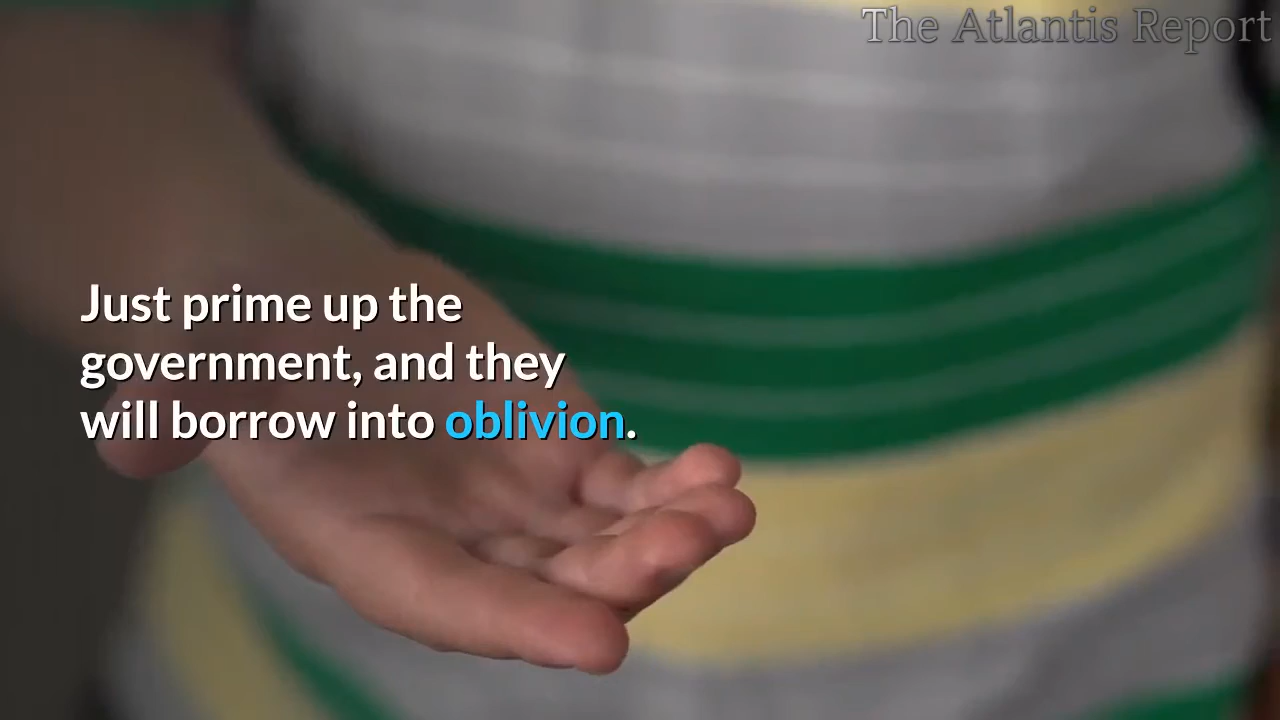 The Atlantis Report
Just prime up the
government, and they
will borrow into oblivion.